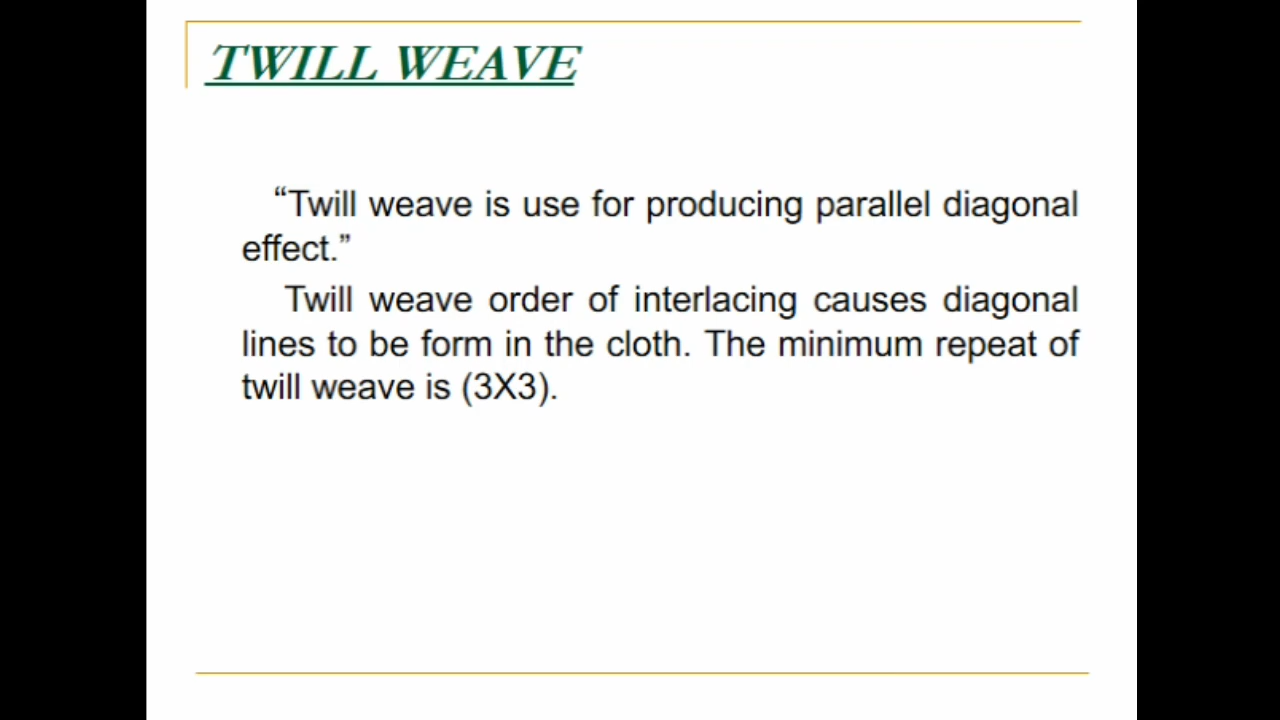 TWILL WEAVE
“Twill weave is use for producing parallel diagonal
effect.”
Twill weave order of interlacing causes diagonal
lines to be form in the cloth. The minimum repeat of
twill weave is (3X3).